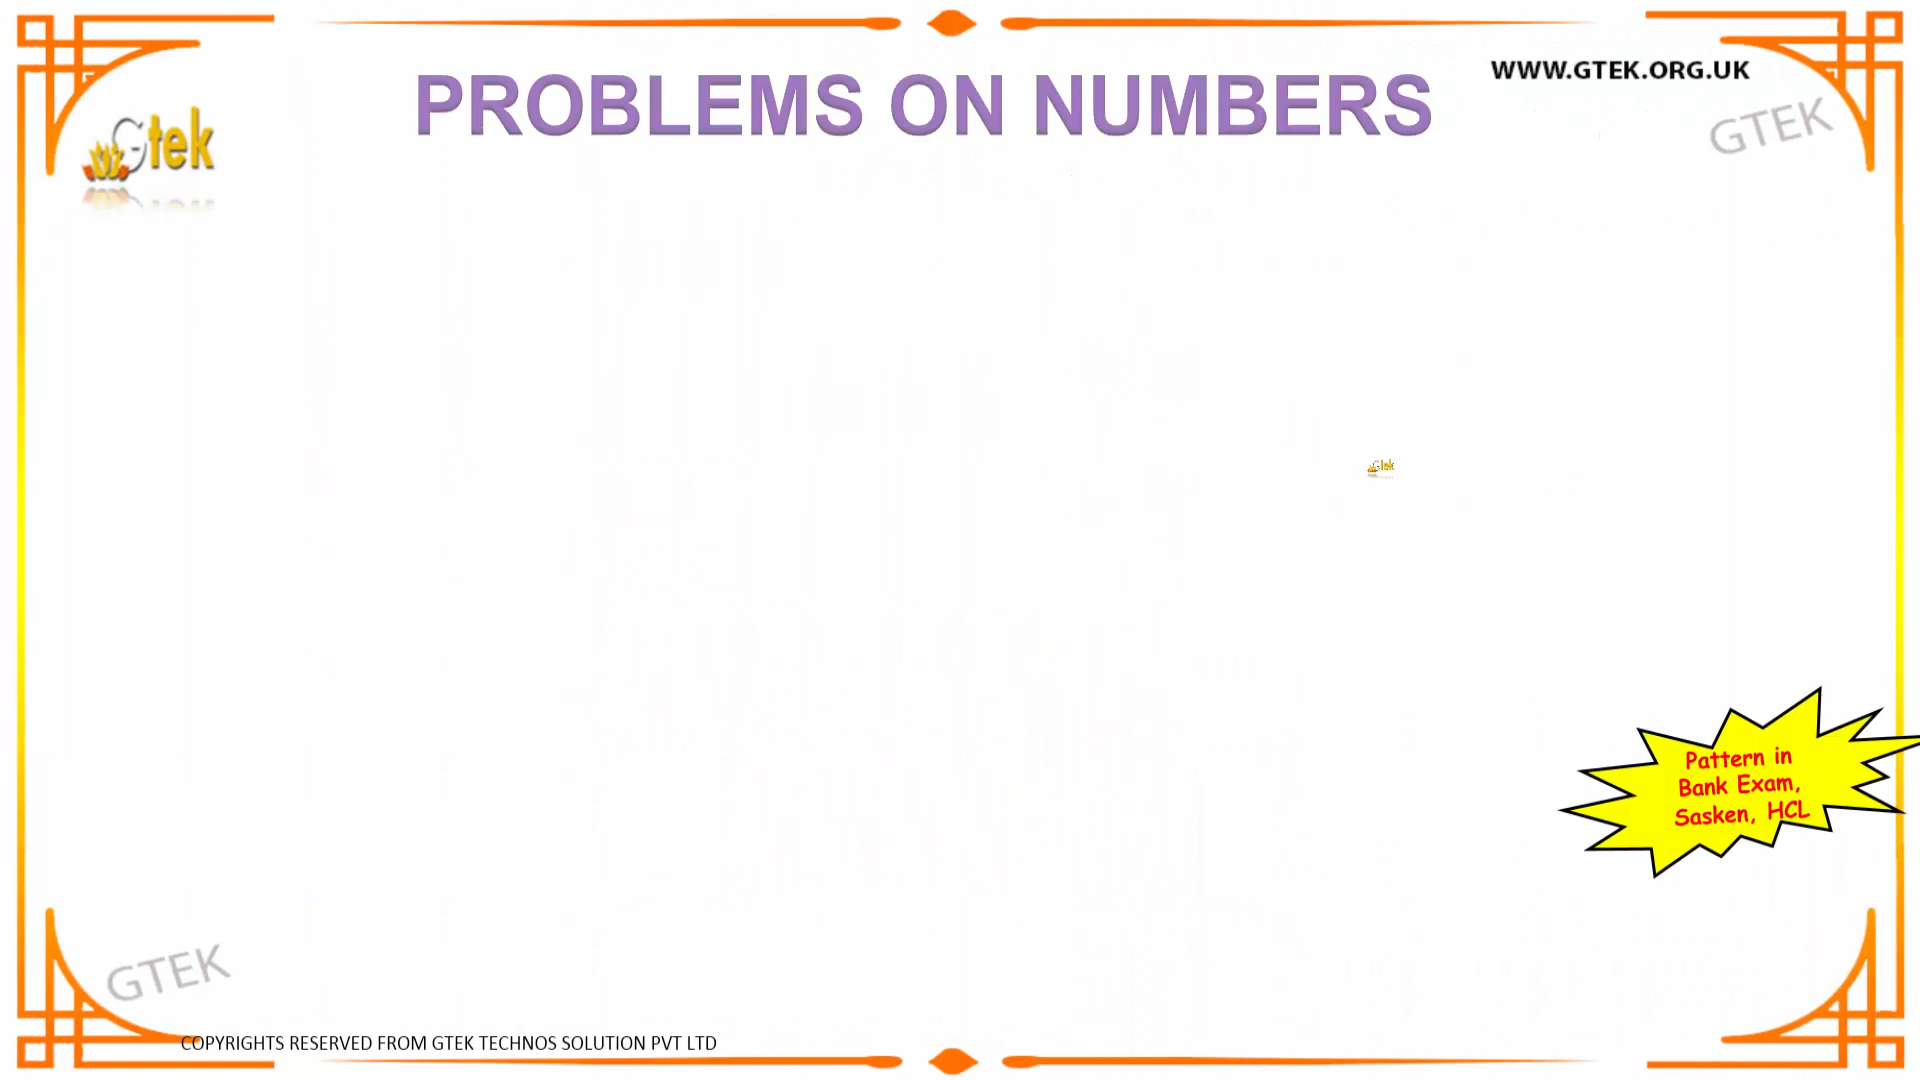 PROBLEMS ON NUMBERS
WWW.GTEK.ORG.UK
GTEK
Gtek
Gtek
Pattern in
Bank Exam,
Sasken, HCL
GTEK
COPYRIGHTS RESERVED FROM GTEK TECHNOS SOLUTION PVT LTD